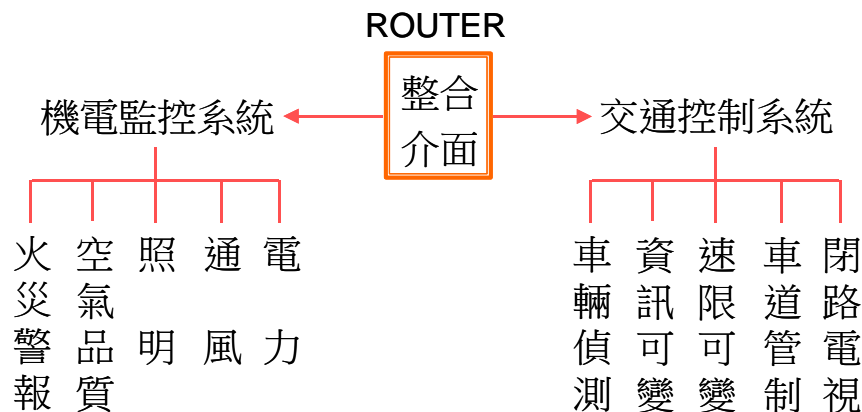 ROUTER
整合
介面
機電監控系統
交通控制系統
火災警報
空氣品質
照明
通風
電力
車輛偵測
資訊可變
速限可變
車道管制
閉路電視